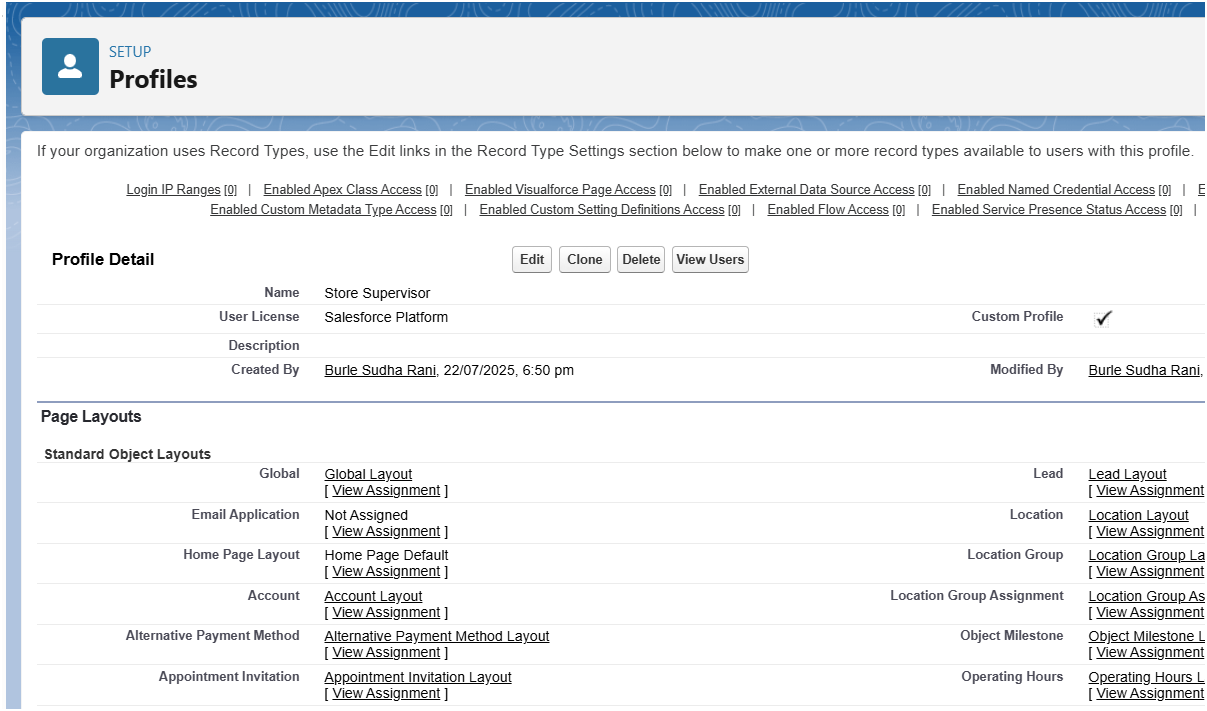 SETUP
Profiles
If your organization uses Record Types, use the Edit links in the Record Type Settings section below to make one or more record types available to users with this profile.
Login IP Ranges [0] | Enabled Apex Class Access [0] | Enabled Visualforce Page Access [0] | Enabled External Data Source Access [0] | Enabled Named Credential Access [0] | E
Enabled Custom Metadata Type Access [0] | Enabled Custom Setting Definitions Access [0] | Enabled Flow Access [0] | Enabled Service Presence Status Access [0] |
Profile Detail Edit Clone Delete View Users
Name Store Supervisor
User License Salesforce Platform Custom Profile
Description
Created By Burle Sudha Rani, 22/07/2025, 6:50 pm Modified By Burle Sudha Rani,
Page Layouts
Standard Object Layouts
Global Global Layout Lead Lead Layout
[ View Assignment ] [ View Assignment
Email Application Not Assigned Location Location Layout
[ View Assignment ] [ View Assignment
Home Page Layout Home Page Default Location Group Location Group La
[ View Assignment ] [ View Assignment
Account Account Layout Location Group Assignment Location Group As
[ View Assignment ] [ View Assignment
Alternative Payment Method Alternative Payment Method Layout Object Milestone Object Milestone L
[ View Assignment ] [ View Assignment
Appointment Invitation Appointment Invitation Layout Operating Hours Operating Hours L
[ View Assignment ] [ View Assignment